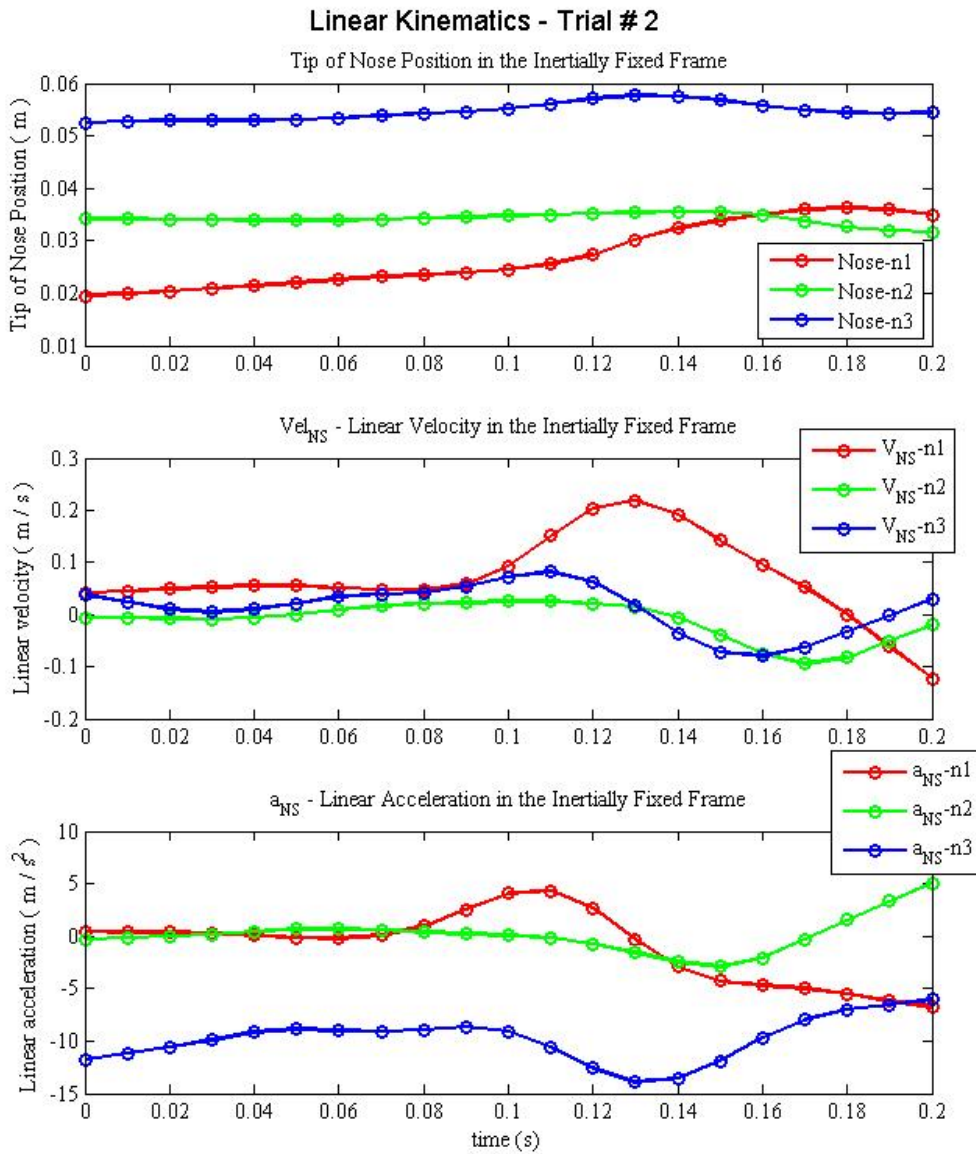 Linear Kinematics - Trial # 2
Tip of Nose Position in the Inertially Fixed Frame
Tip of Nose Position ( m )
0.06
0.05
0.04
0.03
0.02
0.01
Nose-n1
Nose-n2
Nose-n3
0 0.02 0.04 0.06 0.08 0.1 0.12 0.14 0.16 0.18 0.2
Vel_NS - Linear Velocity in the Inertially Fixed Frame
Linear velocity ( m / s )
0.3
0.2
0.1
0
-0.1
-0.2
V_NS-n1
V_NS-n2
V_NS-n3
0 0.02 0.04 0.06 0.08 0.1 0.12 0.14 0.16 0.18 0.2
a_NS - Linear Acceleration in the Inertially Fixed Frame
Linear acceleration ( m / s²)
10
5
0
-5
-10
-15
a_NS-n1
a_NS-n2
a_NS-n3
0 0.02 0.04 0.06 0.08 0.1 0.12 0.14 0.16 0.18 0.2
time (s)